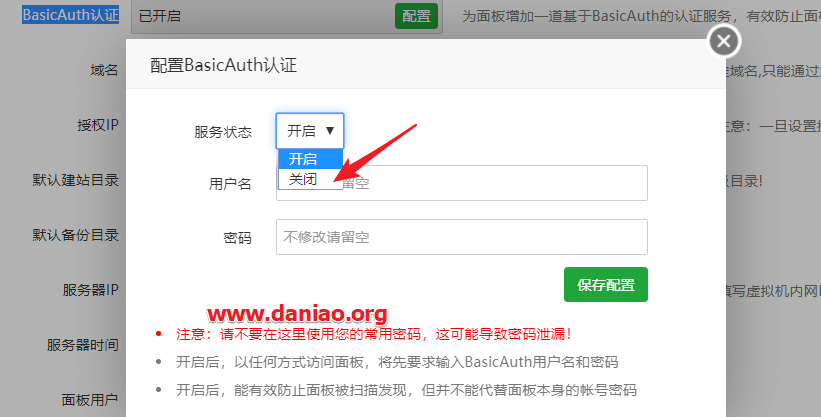 BasicAuth认证 已开启 配置 为面板增加一道基于BasicAuth的认证服务，有效防止面
配置BasicAuth认证
域名 域名,只能通过
服务状态 开启
授权IP 注意：一旦设置
开启
关闭
默认建站目录 用户名 留空 目录!
默认备份目录 密码 不修改请留空
服务器IP 保存配置 填写虚拟机内网
www.daniao.org
服务器时间 注意：请不要在这里使用您的常用密码，这可能导致密码泄漏！
开启后，以任何方式访问面板，将先要求输入BasicAuth用户名和密码
面板用户 开启后，能有效防止面板被扫描发现，但并不能代替面板本身的帐号密码